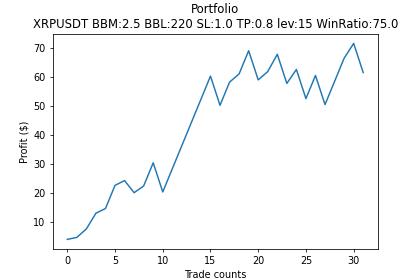 Portfolio
XRPUSDT BBM:2.5 BBL:220 SL:1.0 TP:0.8 lev:15 WinRatio:75.0
70
60
50
40
30
20
10
Profit ($)
0 5 10 15 20 25 30
Trade counts